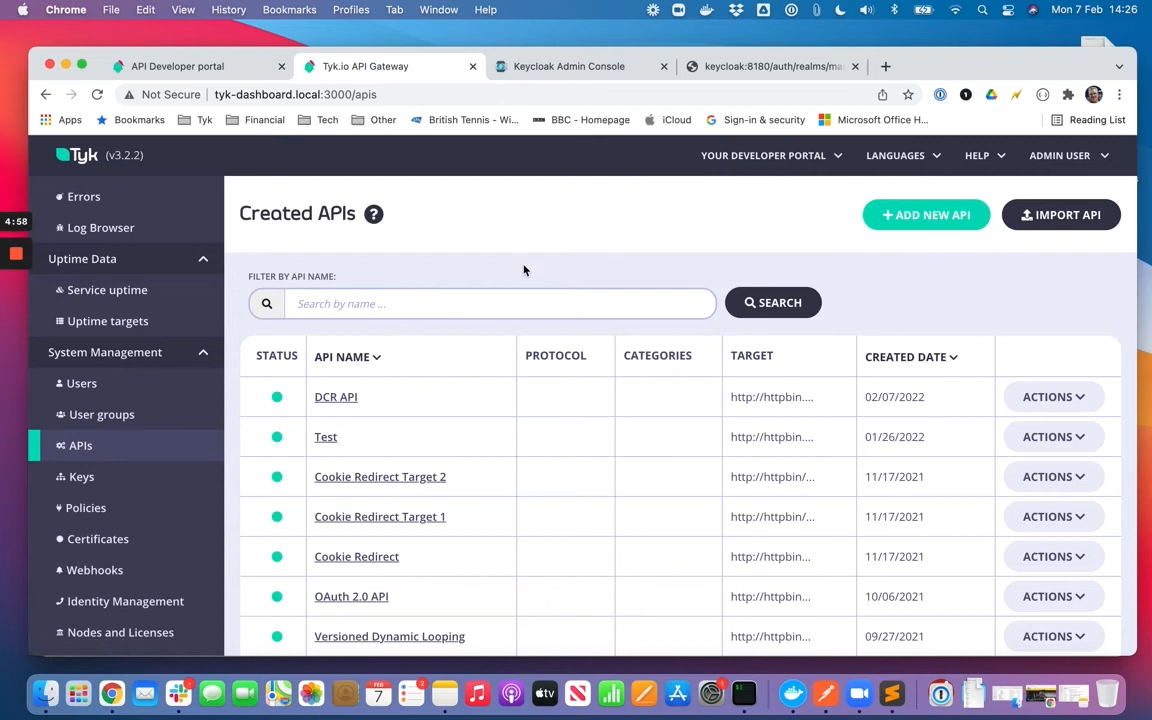 Chrome File Edit View History Bookmarks Profiles Tab Window Help Mon 7 Feb 14:26
API Developer portal Tyk.io API Gateway Keycloak Admin Console keycloak:8180/auth/realms/ma
Not Secure tyk-dashboard.local:3000/apis
Apps Bookmarks Tyk Financial Tech Other British Tennis - Wi... BBC - Homepage iCloud Sign-in & security Microsoft Office H... Reading List
Tyk (v3.2.2) YOUR DEVELOPER PORTAL LANGUAGES HELP ADMIN USER
4:58
Errors
Log Browser
Uptime Data
Service uptime
Uptime targets
System Management
Users
User groups
APIs
Keys
Policies
Certificates
Webhooks
Identity Management
Nodes and Licenses
Created APIs ? ADD NEW API IMPORT API
FILTER BY API NAME:
Search by name ... SEARCH
STATUS API NAME PROTOCOL CATEGORIES TARGET CREATED DATE
DCR API http://httpbin.... 02/07/2022 ACTIONS
Test http://httpbin.... 01/26/2022 ACTIONS
Cookie Redirect Target 2 http://httpbin/... 11/17/2021 ACTIONS
Cookie Redirect Target 1 http://httpbin/... 11/17/2021 ACTIONS
Cookie Redirect http://httpbin.... 11/17/2021 ACTIONS
OAuth 2.0 API http://httpbin.... 10/06/2021 ACTIONS
Versioned Dynamic Looping http://httpbin.... 09/27/2021 ACTIONS
FEB
7 2 tv 1